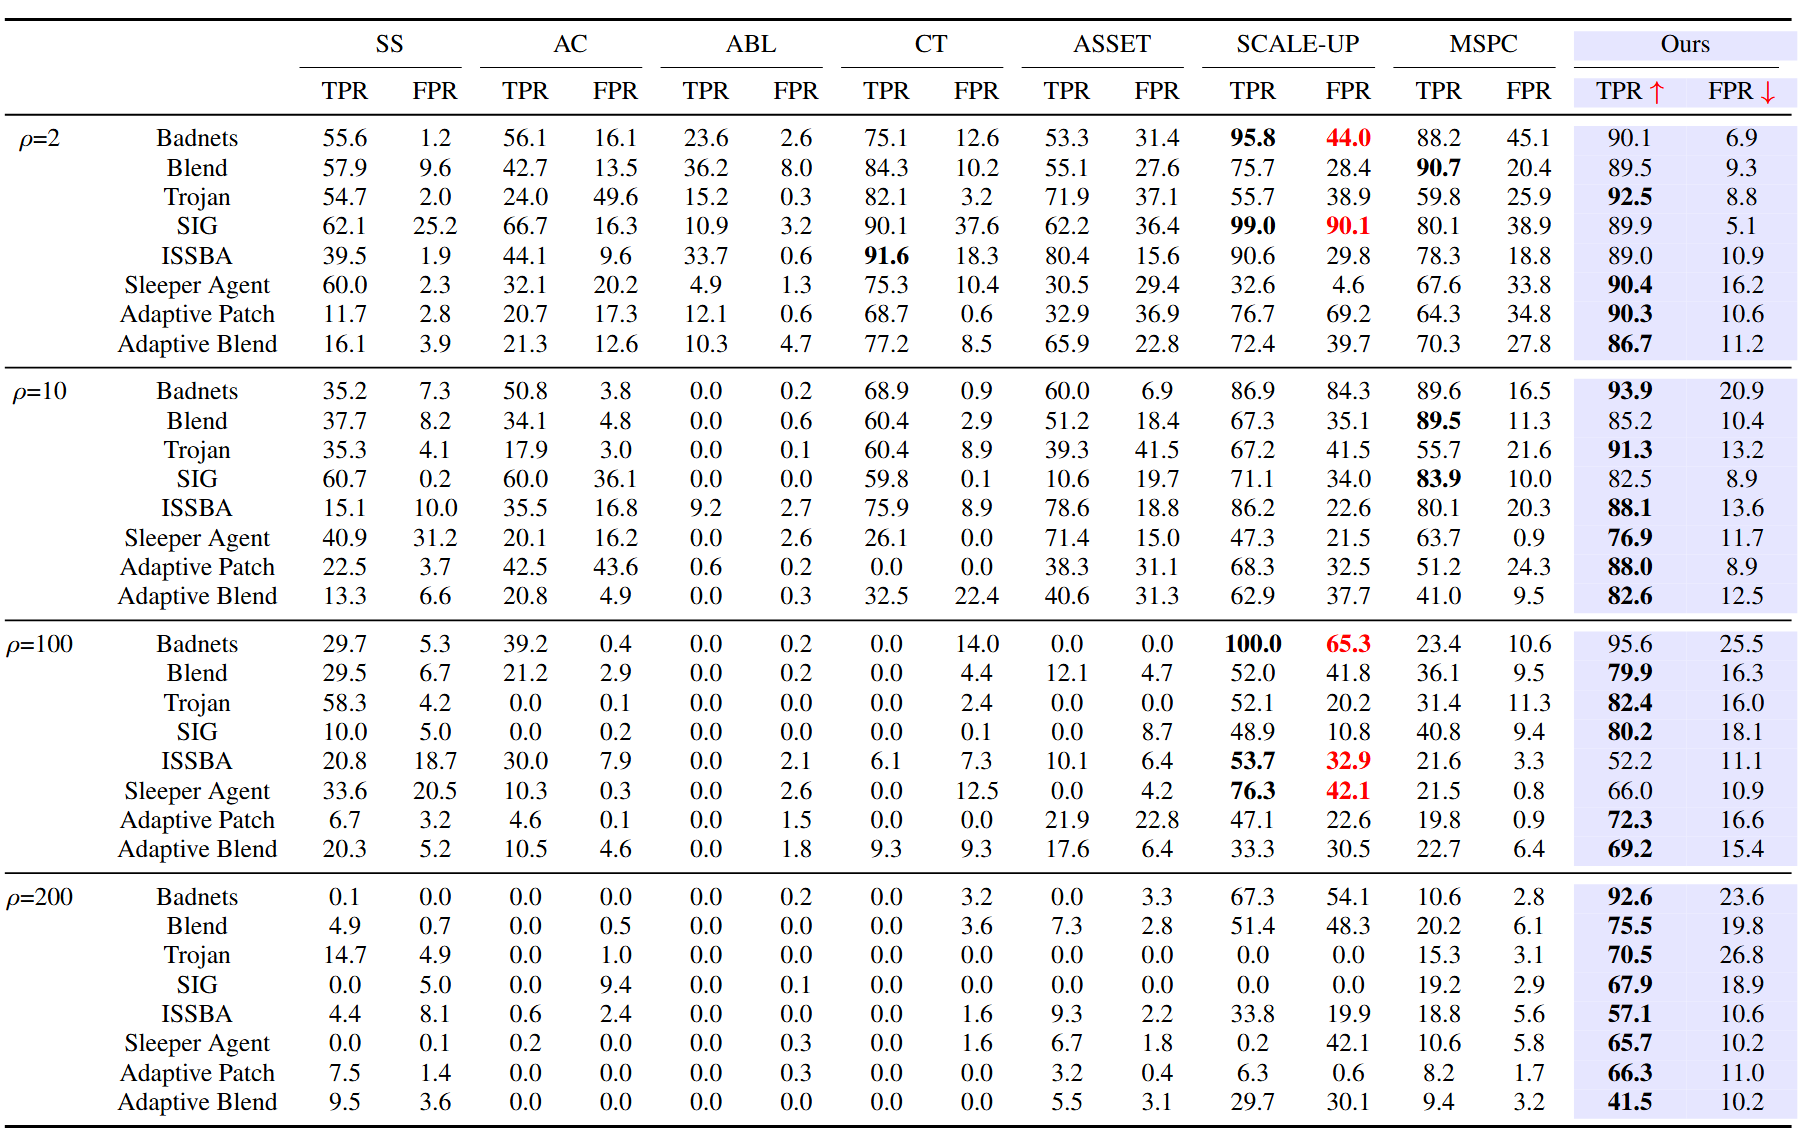 SS AC ABL CT ASSET SCALE-UP MSPC Ours
TPR FPR TPR FPR TPR FPR TPR FPR TPR FPR TPR FPR TPR FPR TPR ↑ FPR ↓
ρ=2 Badnets 55.6 1.2 56.1 16.1 23.6 2.6 75.1 12.6 53.3 31.4 95.8 44.0 88.2 45.1 90.1 6.9
Blend 57.9 9.6 42.7 13.5 36.2 8.0 84.3 10.2 55.1 27.6 75.7 28.4 90.7 20.4 89.5 9.3
Trojan 54.7 2.0 24.0 49.6 15.2 0.3 82.1 3.2 71.9 37.1 55.7 38.9 59.8 25.9 92.5 8.8
SIG 62.1 25.2 66.7 16.3 10.9 3.2 90.1 37.6 62.2 36.4 99.0 90.1 80.1 38.9 89.9 5.1
ISSBA 39.5 1.9 44.1 9.6 33.7 0.6 91.6 18.3 80.4 15.6 90.6 29.8 78.3 18.8 89.0 10.9
Sleeper Agent 60.0 2.3 32.1 20.2 4.9 1.3 75.3 10.4 30.5 29.4 32.6 4.6 67.6 33.8 90.4 16.2
Adaptive Patch 11.7 2.8 20.7 17.3 12.1 0.6 68.7 0.6 32.9 36.9 76.7 69.2 64.3 34.8 90.3 10.6
Adaptive Blend 16.1 3.9 21.3 12.6 10.3 4.7 77.2 8.5 65.9 22.8 72.4 39.7 70.3 27.8 86.7 11.2
ρ=10 Badnets 35.2 7.3 50.8 3.8 0.0 0.2 68.9 0.9 60.0 6.9 86.9 84.3 89.6 16.5 93.9 20.9
Blend 37.7 8.2 34.1 4.8 0.0 0.6 60.4 2.9 51.2 18.4 67.3 35.1 89.5 11.3 85.2 10.4
Trojan 35.3 4.1 17.9 3.0 0.0 0.1 60.4 8.9 39.3 41.5 67.2 41.5 55.7 21.6 91.3 13.2
SIG 60.7 0.2 60.0 36.1 0.0 0.0 59.8 0.1 10.6 19.7 71.1 34.0 83.9 10.0 82.5 8.9
ISSBA 15.1 10.0 35.5 16.8 9.2 2.7 75.9 8.9 78.6 18.8 86.2 22.6 80.1 20.3 88.1 13.6
Sleeper Agent 40.9 31.2 20.1 16.2 0.0 2.6 26.1 0.0 71.4 15.0 47.3 21.5 63.7 0.9 76.9 11.7
Adaptive Patch 22.5 3.7 42.5 43.6 0.6 0.2 0.0 0.0 38.3 31.1 68.3 32.5 51.2 24.3 88.0 8.9
Adaptive Blend 13.3 6.6 20.8 4.9 0.0 0.3 32.5 22.4 40.6 31.3 62.9 37.7 41.0 9.5 82.6 12.5
ρ=100 Badnets 29.7 5.3 39.2 0.4 0.0 0.2 0.0 14.0 0.0 0.0 100.0 65.3 23.4 10.6 95.6 25.5
Blend 29.5 6.7 21.2 2.9 0.0 0.2 0.0 4.4 12.1 4.7 52.0 41.8 36.1 9.5 79.9 16.3
Trojan 58.3 4.2 0.0 0.1 0.0 0.0 0.0 2.4 0.0 0.0 52.1 20.2 31.4 11.3 82.4 16.0
SIG 10.0 5.0 0.0 0.2 0.0 0.0 0.0 0.1 0.0 8.7 48.9 10.8 40.8 9.4 80.2 18.1
ISSBA 20.8 18.7 30.0 7.9 0.0 2.1 6.1 7.3 10.1 6.4 53.7 32.9 21.6 3.3 52.2 11.1
Sleeper Agent 33.6 20.5 10.3 0.3 0.0 2.6 0.0 12.5 0.0 4.2 76.3 42.1 21.5 0.8 66.0 10.9
Adaptive Patch 6.7 3.2 4.6 0.1 0.0 1.5 0.0 0.0 21.9 22.8 47.1 22.6 19.8 0.9 72.3 16.6
Adaptive Blend 20.3 5.2 10.5 4.6 0.0 1.8 9.3 9.3 17.6 6.4 33.3 30.5 22.7 6.4 69.2 15.4
ρ=200 Badnets 0.1 0.0 0.0 0.0 0.0 0.2 0.0 3.2 0.0 3.3 67.3 54.1 10.6 2.8 92.6 23.6
Blend 4.9 0.7 0.0 0.5 0.0 0.0 0.0 3.6 7.3 2.8 51.4 48.3 20.2 6.1 75.5 19.8
Trojan 14.7 4.9 0.0 1.0 0.0 0.0 0.0 0.0 0.0 0.0 0.0 0.0 15.3 3.1 70.5 26.8
SIG 0.0 5.0 0.0 9.4 0.0 0.1 0.0 0.0 0.0 0.0 0.0 0.0 19.2 2.9 67.9 18.9
ISSBA 4.4 8.1 0.6 2.4 0.0 0.0 0.0 1.6 9.3 2.2 33.8 19.9 18.8 5.6 57.1 10.6
Sleeper Agent 0.0 0.1 0.2 0.0 0.0 0.3 0.0 1.6 6.7 1.8 0.2 42.1 10.6 5.8 65.7 10.2
Adaptive Patch 7.5 1.4 0.0 0.0 0.0 0.3 0.0 0.0 3.2 0.4 6.3 0.6 8.2 1.7 66.3 11.0
Adaptive Blend 9.5 3.6 0.0 0.0 0.0 0.0 0.0 0.0 5.5 3.1 29.7 30.1 9.4 3.2 41.5 10.2